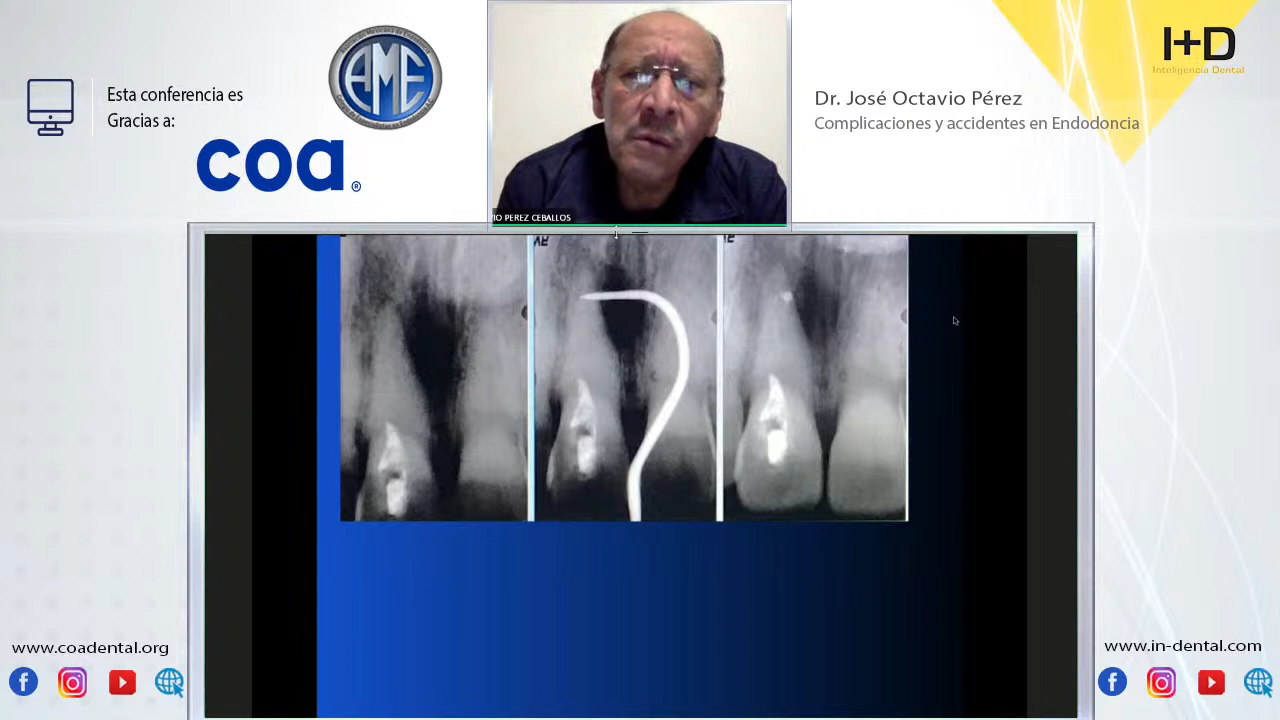 Esta conferencia es
Gracias a:
AME
coa®
IO PEREZ CEBALLOS
I+D
Inteligencia Dental
Dr. José Octavio Pérez
Complicaciones y accidentes en Endodoncia
www.coadental.org
www.in-dental.com